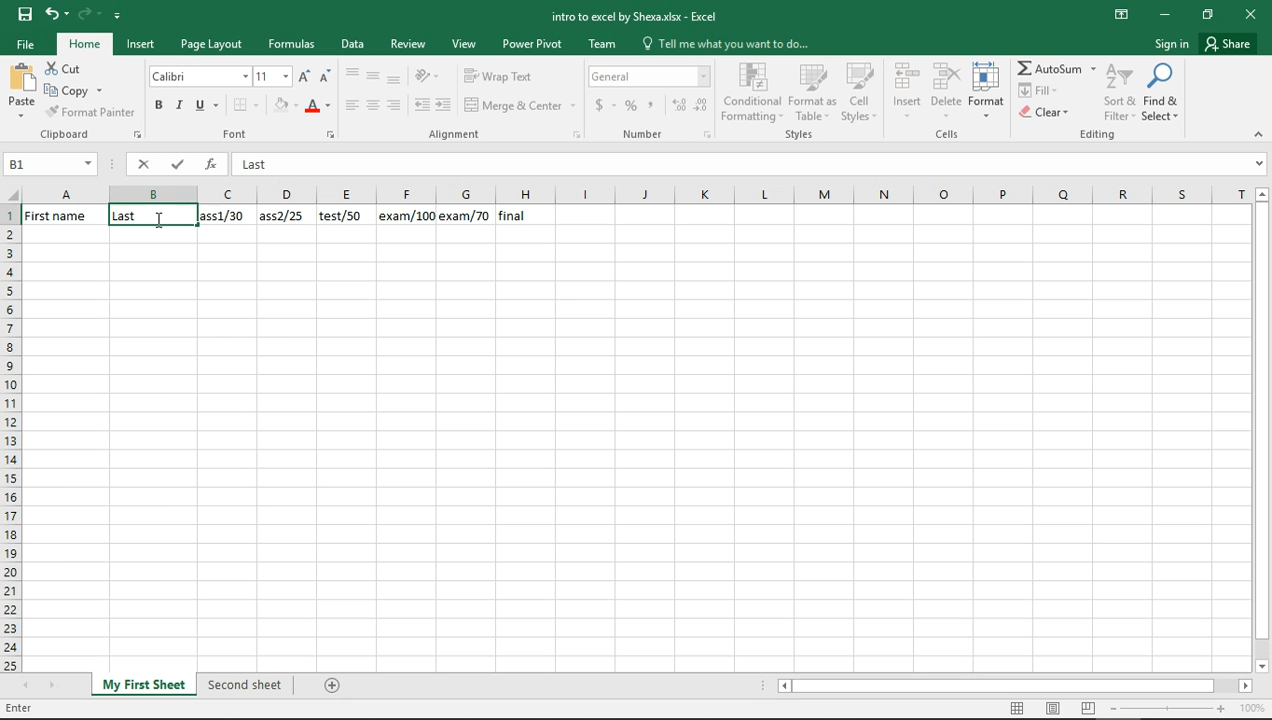 intro to excel by Shexa.xlsx - Excel
File Home Insert Page Layout Formulas Data Review View Power Pivot Team Tell me what you want to do... Sign in Share
Paste Cut Copy Format Painter Clipboard
Calibri 11 B I U A Font
Wrap Text Merge & Center Alignment
General $ % , Number
Conditional Formatting Format as Table Cell Styles Styles
Insert Delete Format Cells
AutoSum Fill Clear Sort & Filter Find & Select Editing
B1 fx Last
A B C D E F G H I J K L M N O P Q R S T
1 First name Last ass1/30 ass2/25 test/50 exam/100 exam/70 final
2
3
4
5
6
7
8
9
10
11
12
13
14
15
16
17
18
19
20
21
22
23
24
25
My First Sheet Second sheet
Enter 100%